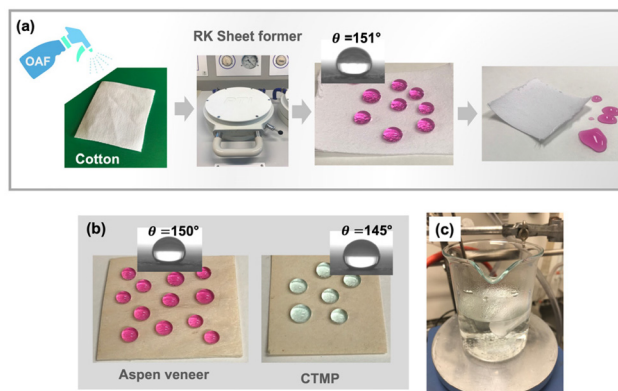 (a)
OAF
RK Sheet former
θ =151°
Cotton
(b)
θ =150°
θ =145°
Aspen veneer
CTMP
(c)